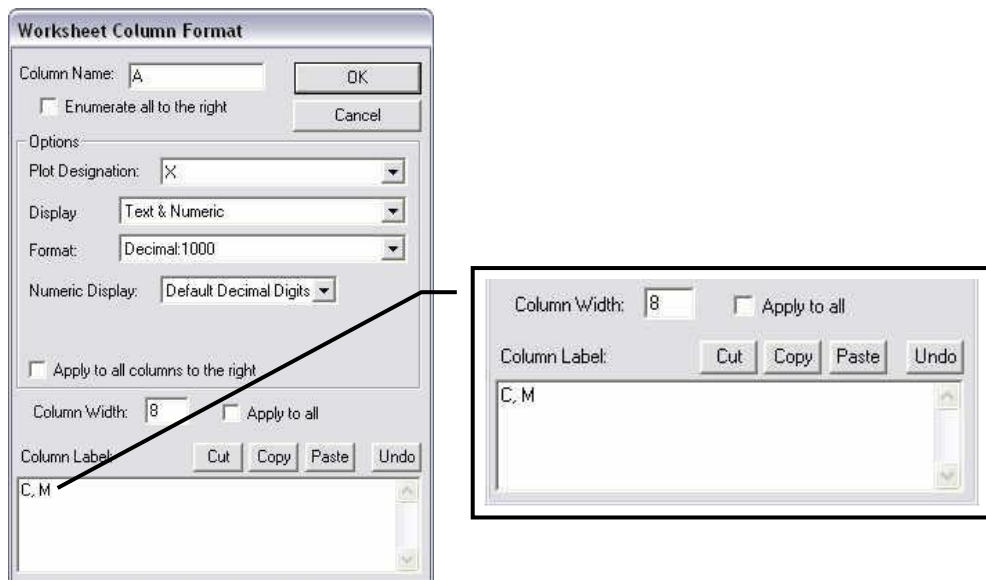 Worksheet Column Format
Column Name: A
OK
Enumerate all to the right
Cancel
Options
Plot Designation: X
Display Text & Numeric
Format: Decimal:1000
Numeric Display: Default Decimal Digits
Apply to all columns to the right
Column Width: 8 Apply to all
Column Label: Cut Copy Paste Undo
C, M
Column Width: 8 Apply to all
Column Label: Cut Copy Paste Undo
C, M